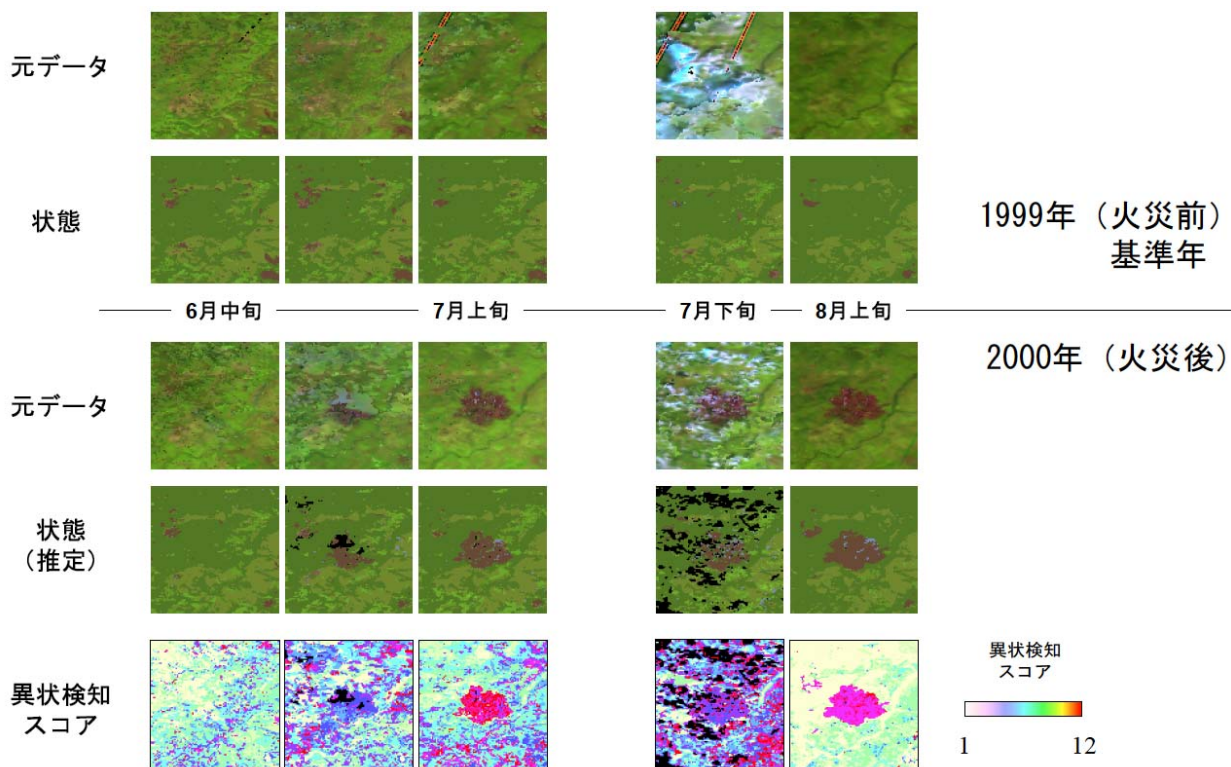 元データ
状態
1999年（火災前）
基準年
6月中旬
7月上旬
7月下旬
8月上旬
2000年（火災後）
元データ
状態
（推定）
異状検知
スコア
異状検知
スコア
1
12